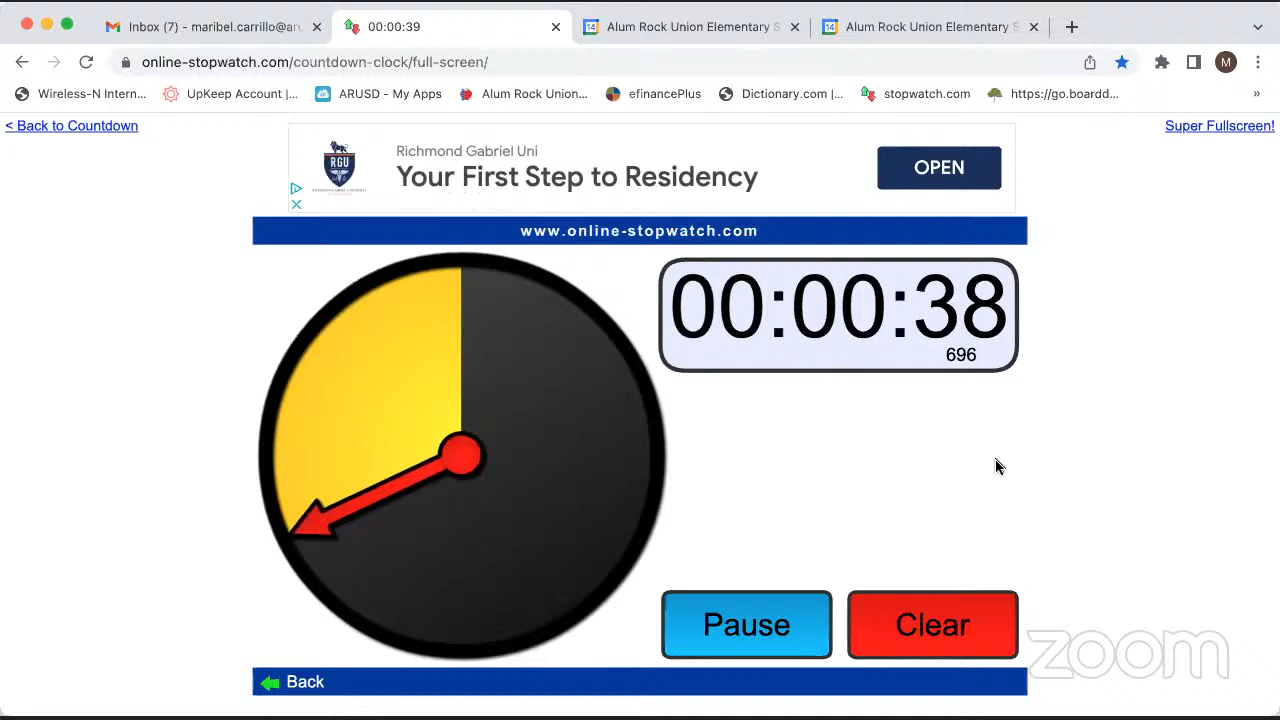 Inbox (7) - maribel.carrillo@aru
00:00:39
Alum Rock Union Elementary S
Alum Rock Union Elementary S
online-stopwatch.com/countdown-clock/full-screen/
M
Wireless-N Intern...
UpKeep Account |...
ARUSD - My Apps
Alum Rock Union...
efinancePlus
Dictionary.com |...
stopwatch.com
https://go.boardd...
»
< Back to Countdown
Super Fullscreen!
Richmond Gabriel Uni
Your First Step to Residency
OPEN
RGU
www.online-stopwatch.com
00:00:38
696
Pause
Clear
zoom
Back